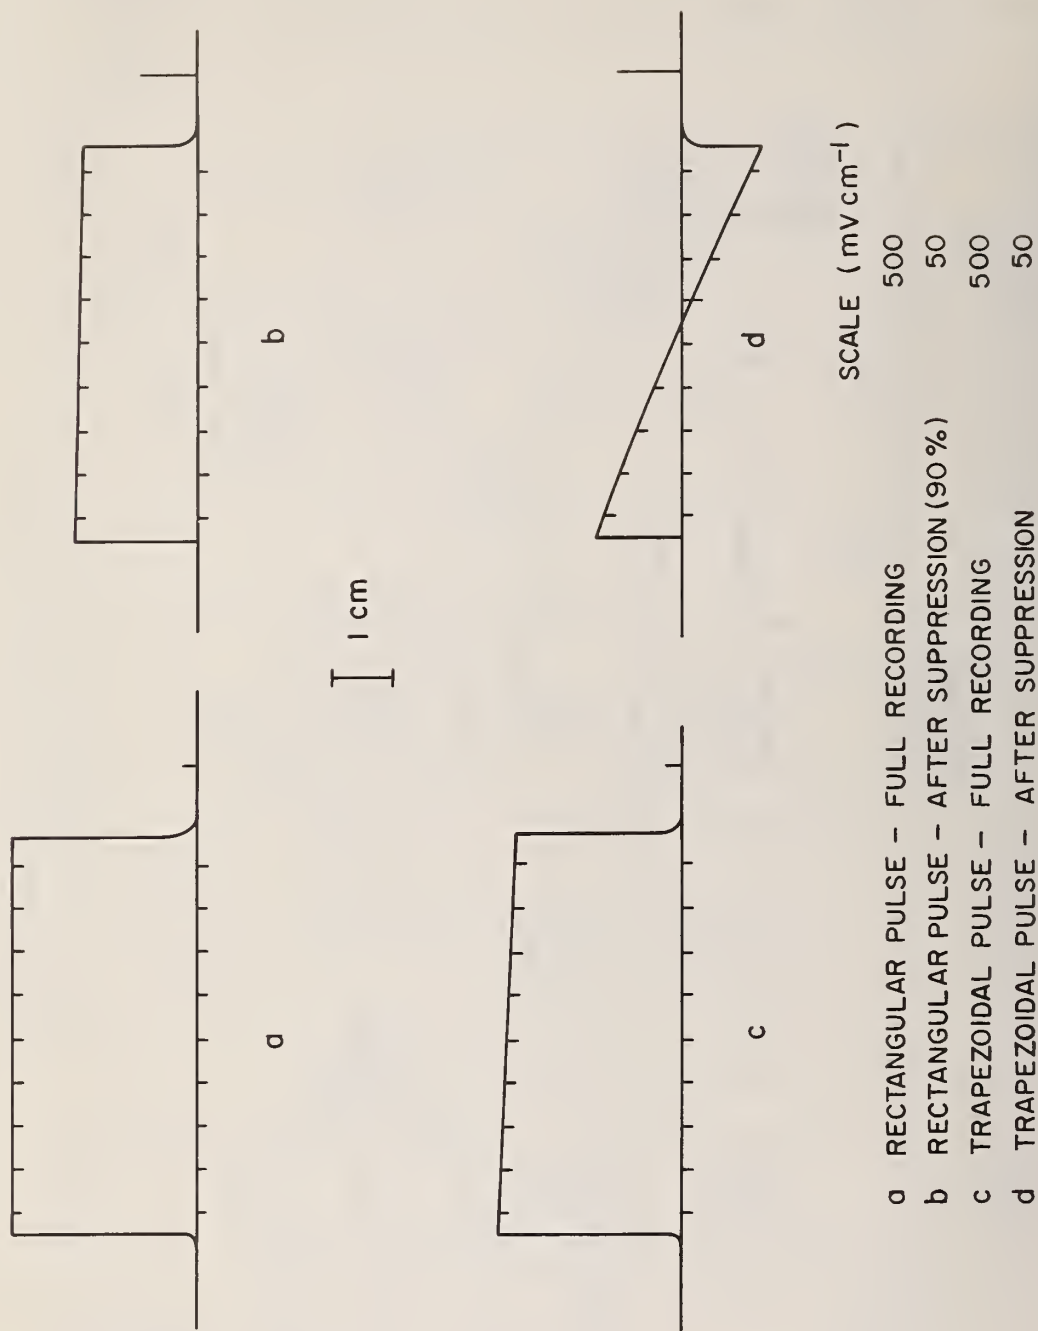 a
b
1 cm
c
d
SCALE (mV cm⁻¹)
a RECTANGULAR PULSE – FULL RECORDING 500
b RECTANGULAR PULSE – AFTER SUPPRESSION (90 %) 50
c TRAPEZOIDAL PULSE – FULL RECORDING 500
d TRAPEZOIDAL PULSE – AFTER SUPPRESSION 50